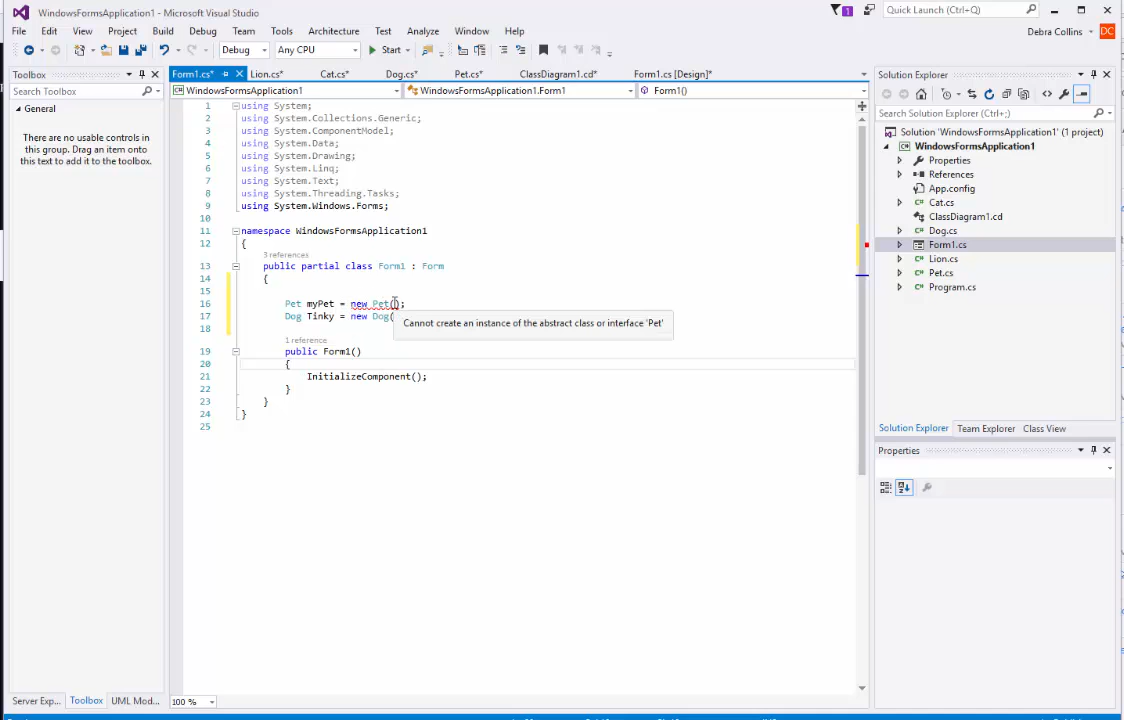 WindowsFormsApplication1 - Microsoft Visual Studio
1
Quick Launch (Ctrl+Q)
File Edit View Project Build Debug Team Tools Architecture Test Analyze Window Help
Debra Collins
DC
Debug Any CPU Start
Toolbox
Search Toolbox
General
There are no usable controls in
this group. Drag an item onto
this text to add it to the toolbox.
Form1.cs* Lion.cs* Cat.cs* Dog.cs* Pet.cs* ClassDiagram1.cd* Form1.cs [Design]*
WindowsFormsApplication1 WindowsFormsApplication1.Form1 Form1()
1 using System;
2 using System.Collections.Generic;
3 using System.ComponentModel;
4 using System.Data;
5 using System.Drawing;
6 using System.Linq;
7 using System.Text;
8 using System.Threading.Tasks;
9 using System.Windows.Forms;
10
11 namespace WindowsFormsApplication1
12 {
3 references
13 public partial class Form1 : Form
14 {
15
16 Pet myPet = new Pet();
17 Dog Tinky = new Dog(
Cannot create an instance of the abstract class or interface 'Pet'
18
1 reference
19 public Form1()
20 {
21 InitializeComponent();
22 }
23 }
24 }
25
100 %
Server Exp... Toolbox UML Mod...
Solution Explorer
Search Solution Explorer (Ctrl+;)
Solution 'WindowsFormsApplication1' (1 project)
WindowsFormsApplication1
Properties
References
App.config
Cat.cs
ClassDiagram1.cd
Dog.cs
Form1.cs
Lion.cs
Pet.cs
Program.cs
Solution Explorer Team Explorer Class View
Properties